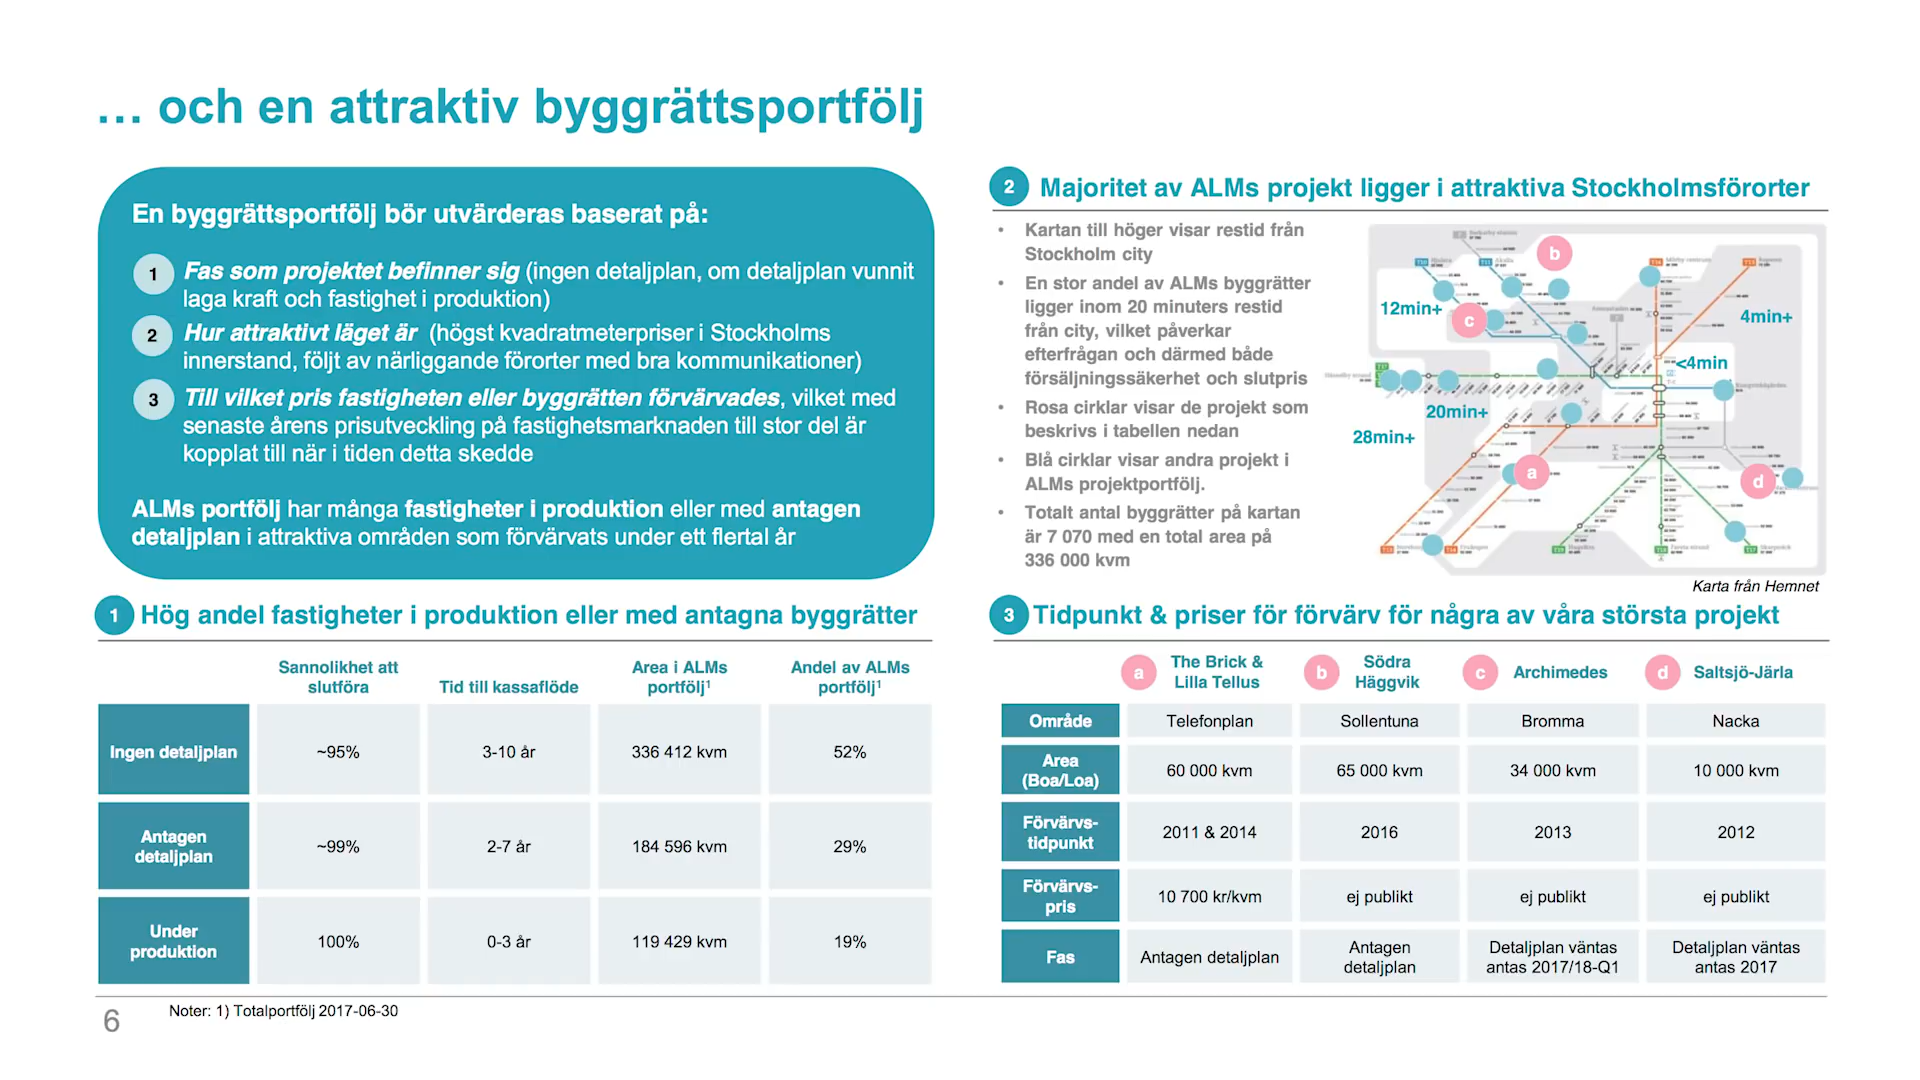 … och en attraktiv byggrättsportfölj
En byggrättsportfölj bör utvärderas baserat på:
1 Fas som projektet befinner sig (ingen detaljplan, om detaljplan vunnit
laga kraft och fastighet i produktion)
2 Hur attraktivt läget är (högst kvadratmeterpriser i Stockholms
innerstand, följt av närliggande förorter med bra kommunikationer)
3 Till vilket pris fastigheten eller byggrätten förvärvades, vilket med
senaste årens prisutveckling på fastighetsmarknaden till stor del är
kopplat till när i tiden detta skedde
ALMs portfölj har många fastigheter i produktion eller med antagen
detaljplan i attraktiva områden som förvärvats under ett flertal år
2 Majoritet av ALMs projekt ligger i attraktiva Stockholmsförorter
• Kartan till höger visar restid från
Stockholm city
• En stor andel av ALMs byggrätter
ligger inom 20 minuters restid
från city, vilket påverkar
efterfrågan och därmed både
försäljningssäkerhet och slutpris
• Rosa cirklar visar de projekt som
beskrivs i tabellen nedan
• Blå cirklar visar andra projekt i
ALMs projektportfölj.
• Totalt antal byggrätter på kartan
är 7 070 med en total area på
336 000 kvm
b
12min+
c
4min+
<4min
20min+
28min+
a
d
Karta från Hemnet
1 Hög andel fastigheter i produktion eller med antagna byggrätter
Sannolikhet att slutföra Tid till kassaflöde Area i ALMs portfölj1 Andel av ALMs portfölj1
Ingen detaljplan ~95% 3-10 år 336 412 kvm 52%
Antagen detaljplan ~99% 2-7 år 184 596 kvm 29%
Under produktion 100% 0-3 år 119 429 kvm 19%
3 Tidpunkt & priser för förvärv för några av våra största projekt
a The Brick & Lilla Tellus b Södra Häggvik c Archimedes d Saltsjö-Järla
Område Telefonplan Sollentuna Bromma Nacka
Area (Boa/Loa) 60 000 kvm 65 000 kvm 34 000 kvm 10 000 kvm
Förvärvs-tidpunkt 2011 & 2014 2016 2013 2012
Förvärvs-pris 10 700 kr/kvm ej publikt ej publikt ej publikt
Fas Antagen detaljplan Antagen detaljplan Detaljplan väntas antas 2017/18-Q1 Detaljplan väntas antas 2017
6
Noter: 1) Totalportfölj 2017-06-30